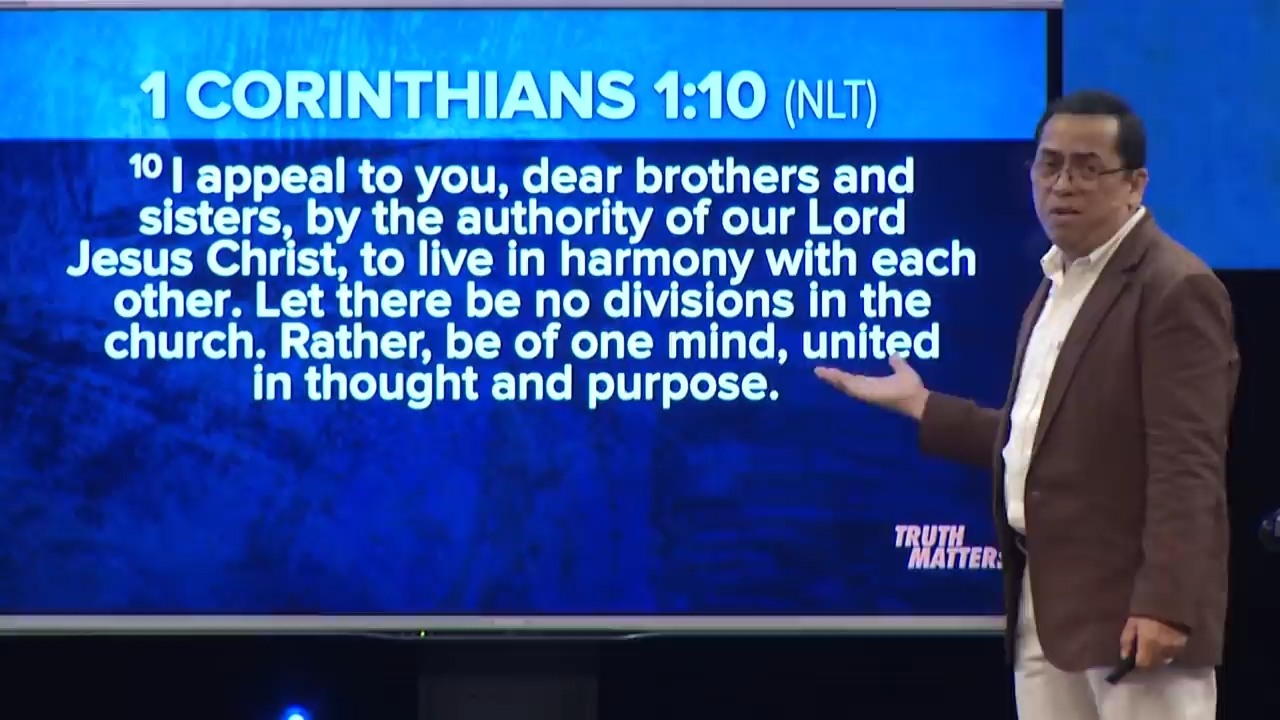 1 CORINTHIANS 1:10 (NLT)
10 I appeal to you, dear brothers and
sisters, by the authority of our Lord
Jesus Christ, to live in harmony with each
other. Let there be no divisions in the
church. Rather, be of one mind, united
in thought and purpose.
TRUTH
MATTERS